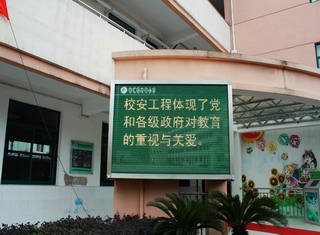 校安工程体现了党
和各级政府对教育
的重视与关爱。